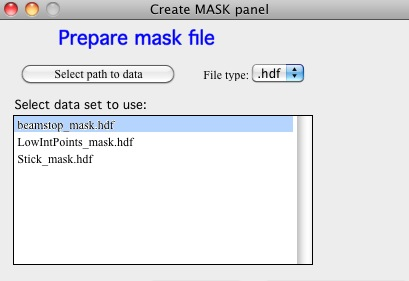 Create MASK panel
Prepare mask file
Select path to data
File type: .hdf
Select data set to use:
beamstop_mask.hdf
LowIntPoints_mask.hdf
Stick_mask.hdf